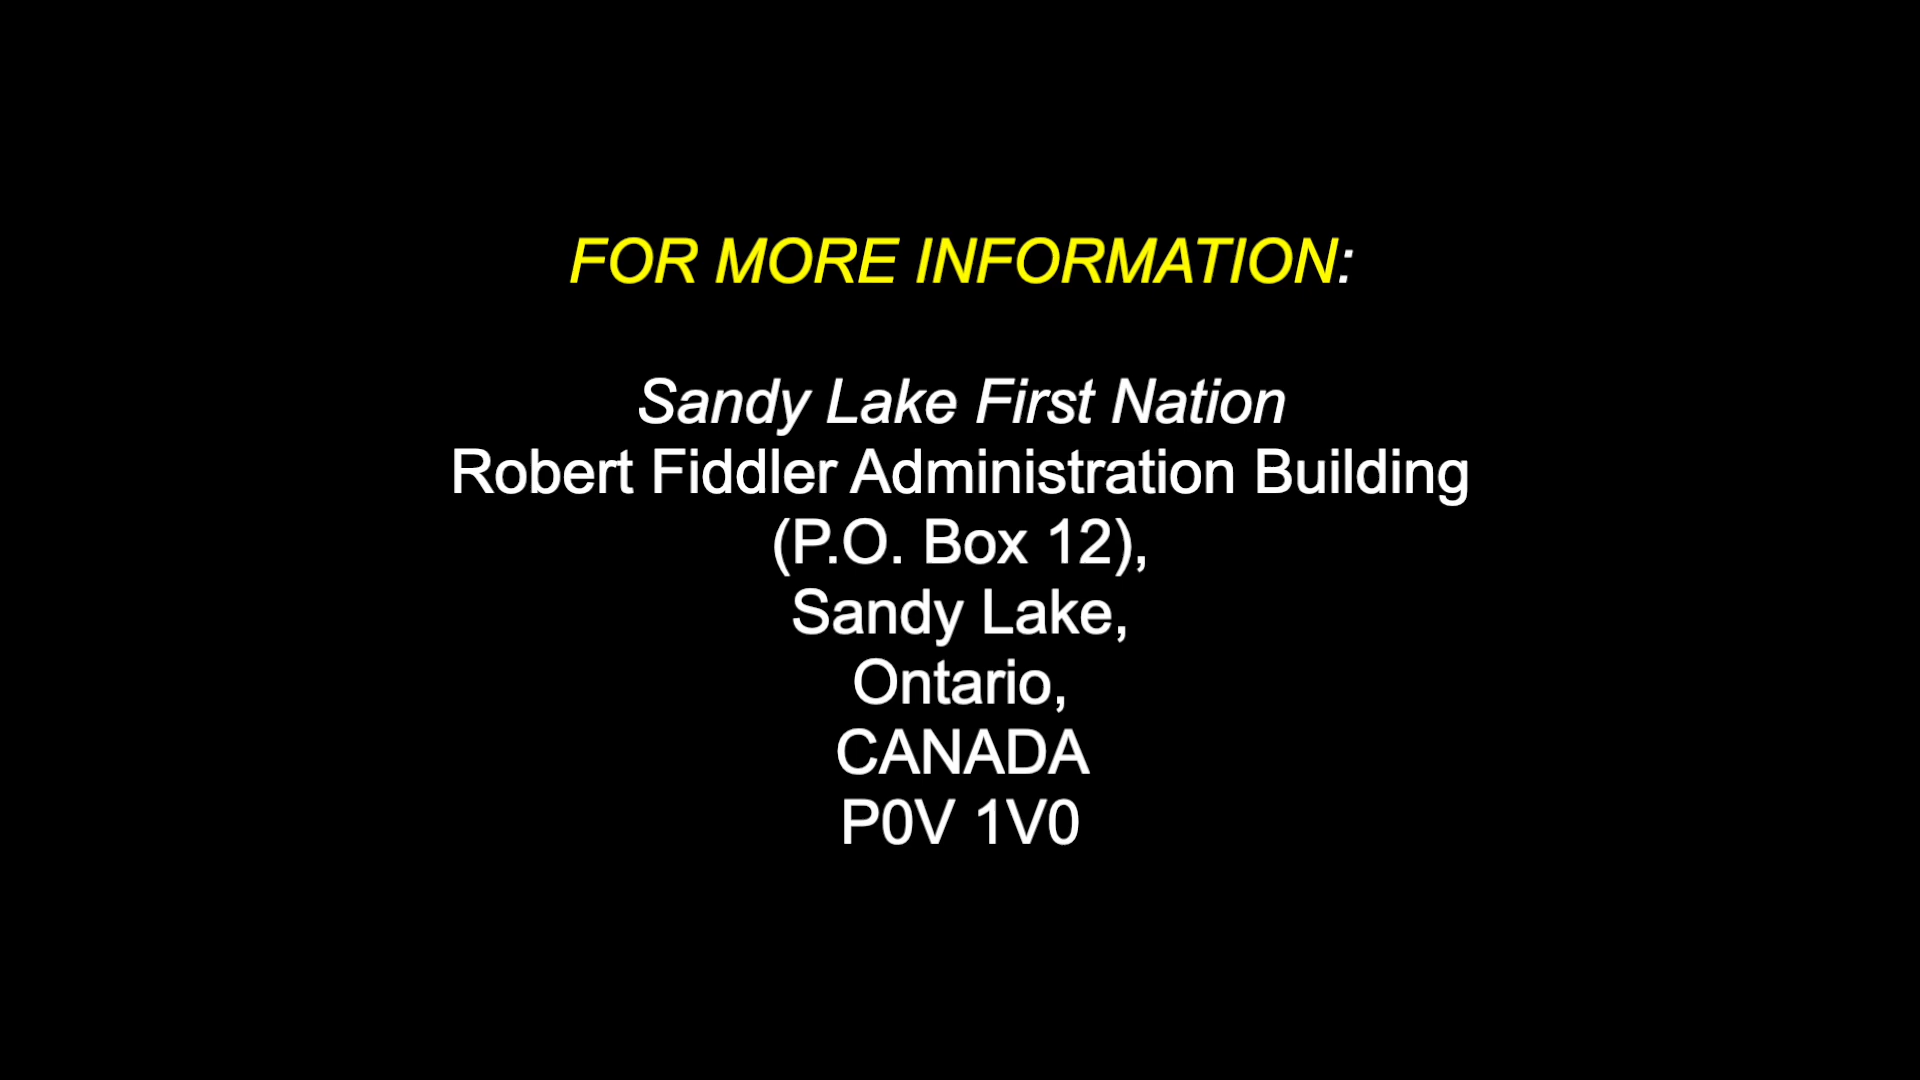 FOR MORE INFORMATION:
Sandy Lake First Nation
Robert Fiddler Administration Building
(P.O. Box 12),
Sandy Lake,
Ontario,
CANADA
P0V 1V0